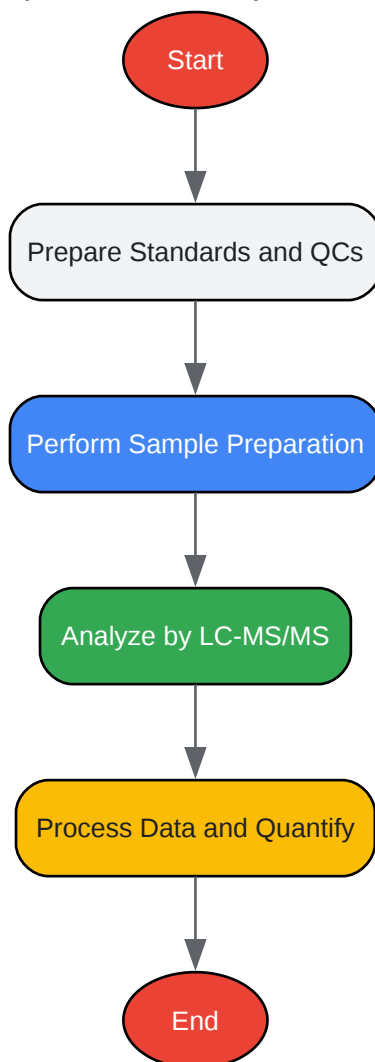 Start
Prepare Standards and QCs
Perform Sample Preparation
Analyze by LC-MS/MS
Process Data and Quantify
End